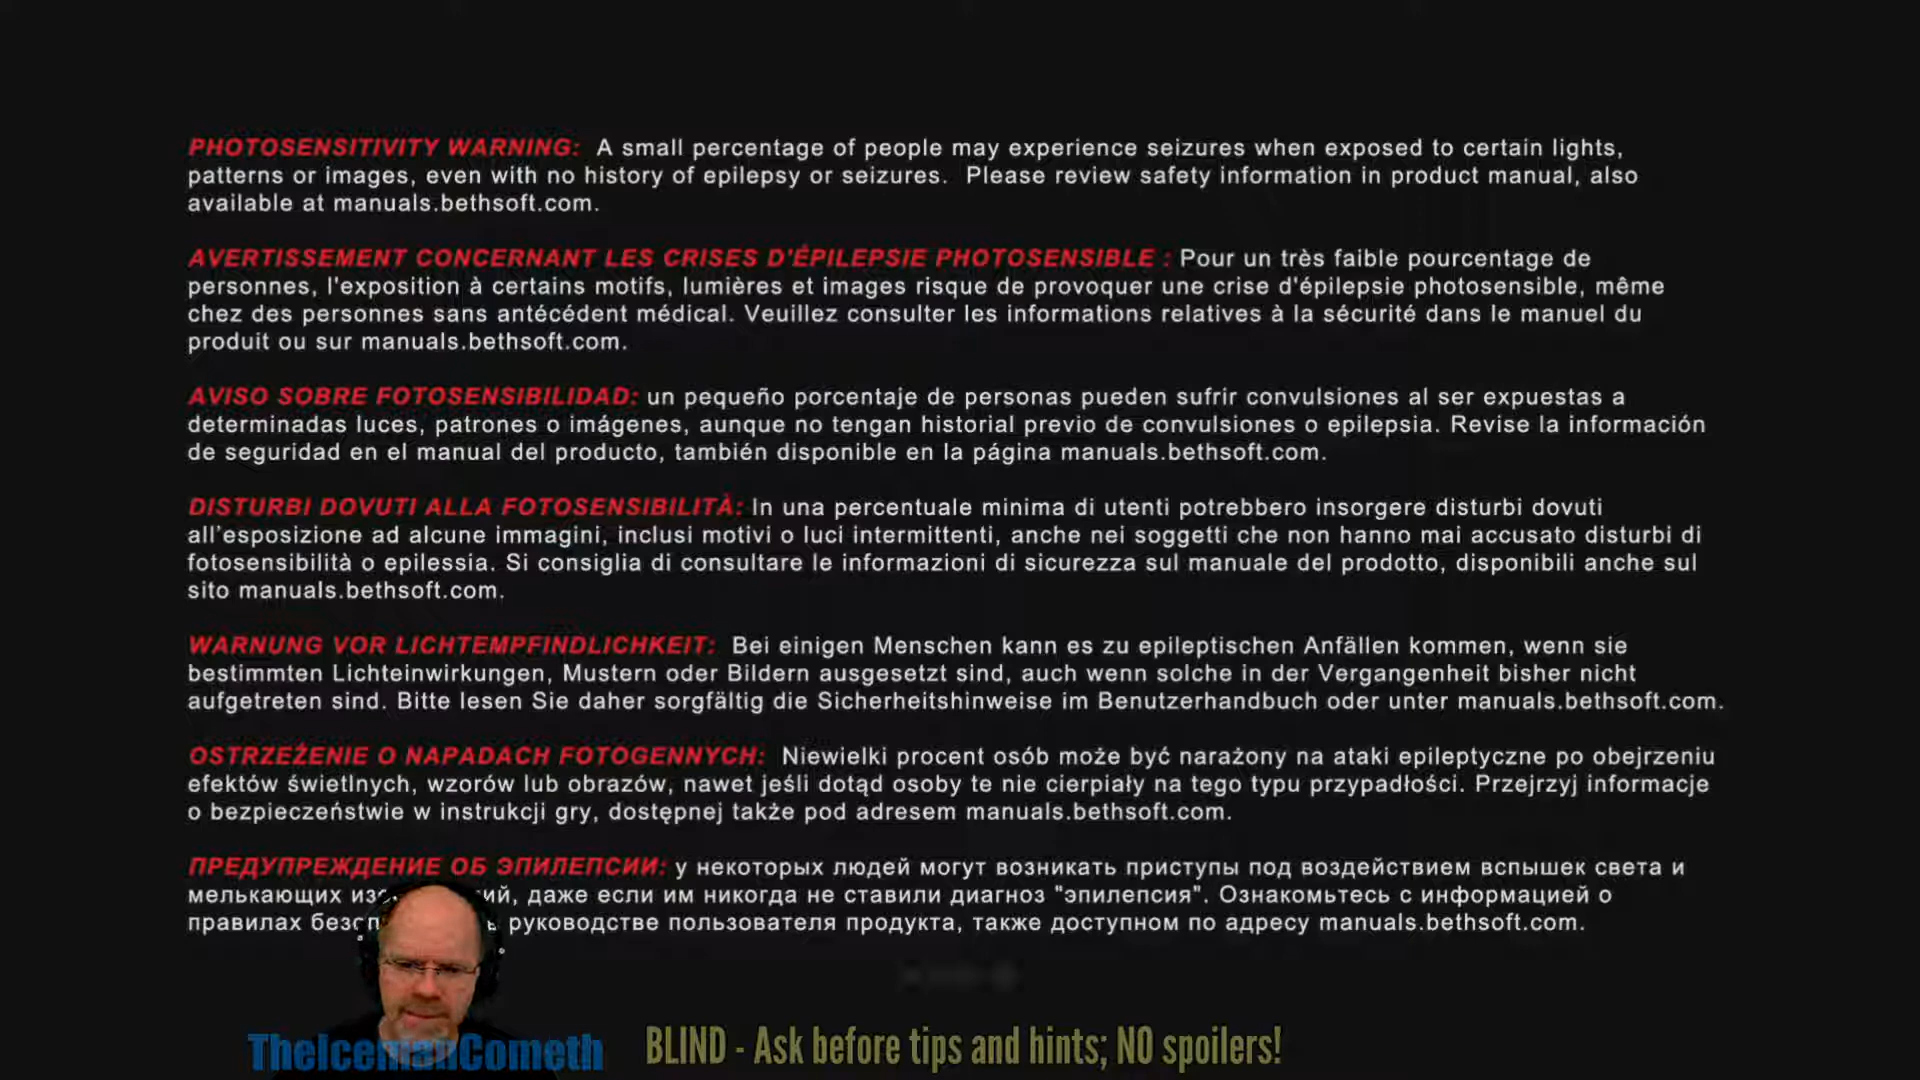 PHOTOSENSITIVITY WARNING: A small percentage of people may experience seizures when exposed to certain lights,
patterns or images, even with no history of epilepsy or seizures. Please review safety information in product manual, also
available at manuals.bethsoft.com.
AVERTISSEMENT CONCERNANT LES CRISES D'ÉPILEPSIE PHOTOSENSIBLE : Pour un très faible pourcentage de
personnes, l'exposition à certains motifs, lumières et images risque de provoquer une crise d'épilepsie photosensible, même
chez des personnes sans antécédent médical. Veuillez consulter les informations relatives à la sécurité dans le manuel du
produit ou sur manuals.bethsoft.com.
AVISO SOBRE FOTOSENSIBILIDAD: un pequeño porcentaje de personas pueden sufrir convulsiones al ser expuestas a
determinadas luces, patrones o imágenes, aunque no tengan historial previo de convulsiones o epilepsia. Revise la información
de seguridad en el manual del producto, también disponible en la página manuals.bethsoft.com.
DISTURBI DOVUTI ALLA FOTOSENSIBILITÀ: In una percentuale minima di utenti potrebbero insorgere disturbi dovuti
all'esposizione ad alcune immagini, inclusi motivi o luci intermittenti, anche nei soggetti che non hanno mai accusato disturbi di
fotosensibilità o epilessia. Si consiglia di consultare le informazioni di sicurezza sul manuale del prodotto, disponibili anche sul
sito manuals.bethsoft.com.
WARNUNG VOR LICHTEMPFINDLICHKEIT: Bei einigen Menschen kann es zu epileptischen Anfällen kommen, wenn sie
bestimmten Lichteinwirkungen, Mustern oder Bildern ausgesetzt sind, auch wenn solche in der Vergangenheit bisher nicht
aufgetreten sind. Bitte lesen Sie daher sorgfältig die Sicherheitshinweise im Benutzerhandbuch oder unter manuals.bethsoft.com.
OSTRZEŻENIE O NAPADACH FOTOGENNYCH: Niewielki procent osób może być narażony na ataki epileptyczne po obejrzeniu
efektów świetlnych, wzorów lub obrazów, nawet jeśli dotąd osoby te nie cierpiały na tego typu przypadłości. Przejrzyj informacje
o bezpieczeństwie w instrukcji gry, dostępnej także pod adresem manuals.bethsoft.com.
ПРЕДУПРЕЖДЕНИЕ ОБ ЭПИЛЕПСИИ: у некоторых людей могут возникать приступы под воздействием вспышек света и
мелькающих даже если им никогда не ставили диагноз "эпилепсия". Ознакомьтесь с информацией о
правилах руководстве пользователя продукта, также доступном по адресу manuals.bethsoft.com.
TheIcemanCometh
BLIND - Ask before tips and hints; NO spoilers!